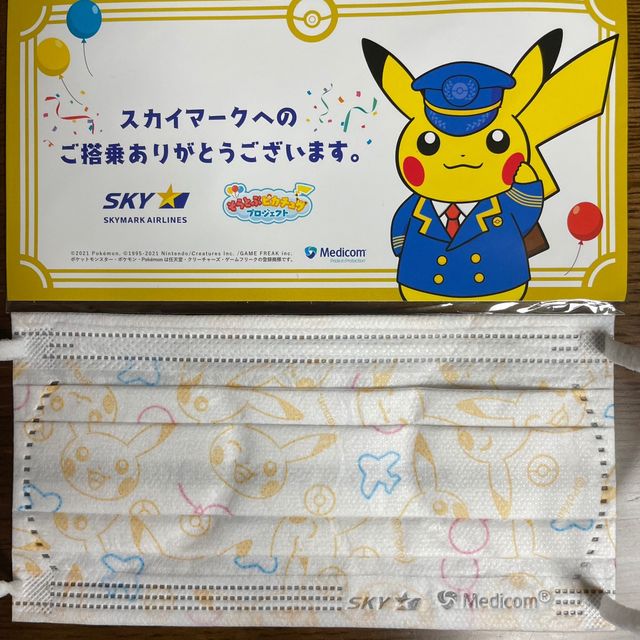 スカイマークへの
ご搭乗ありがとうございます。
SKY
SKYMARK AIRLINES
そらとぶピカチュウ
プロジェクト
©2021 Pokémon. ©1995-2021 Nintendo/Creatures Inc. /GAME FREAK inc.
ポケットモンスター・ポケモン・Pokémonは任天堂・クリーチャーズ・ゲームフリークの登録商標です。
Medicom
SKY Medicom®